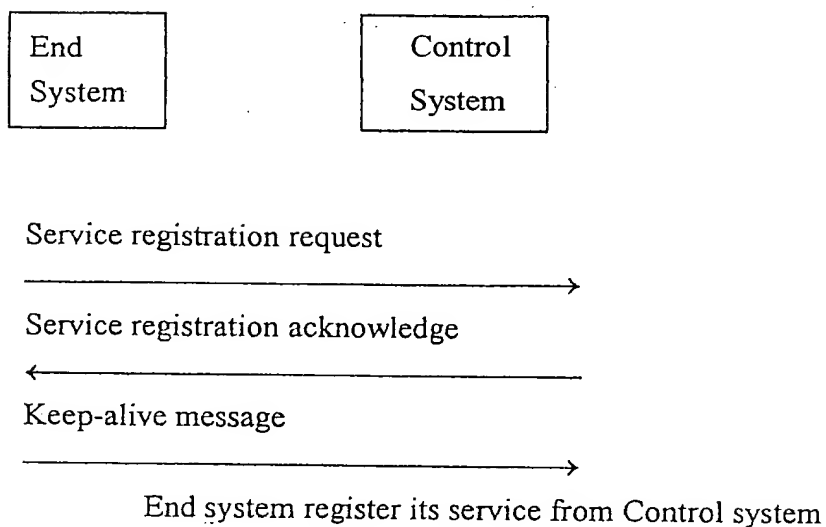 End
System
Control
System
Service registration request
Service registration acknowledge
Keep-alive message
End system register its service from Control system